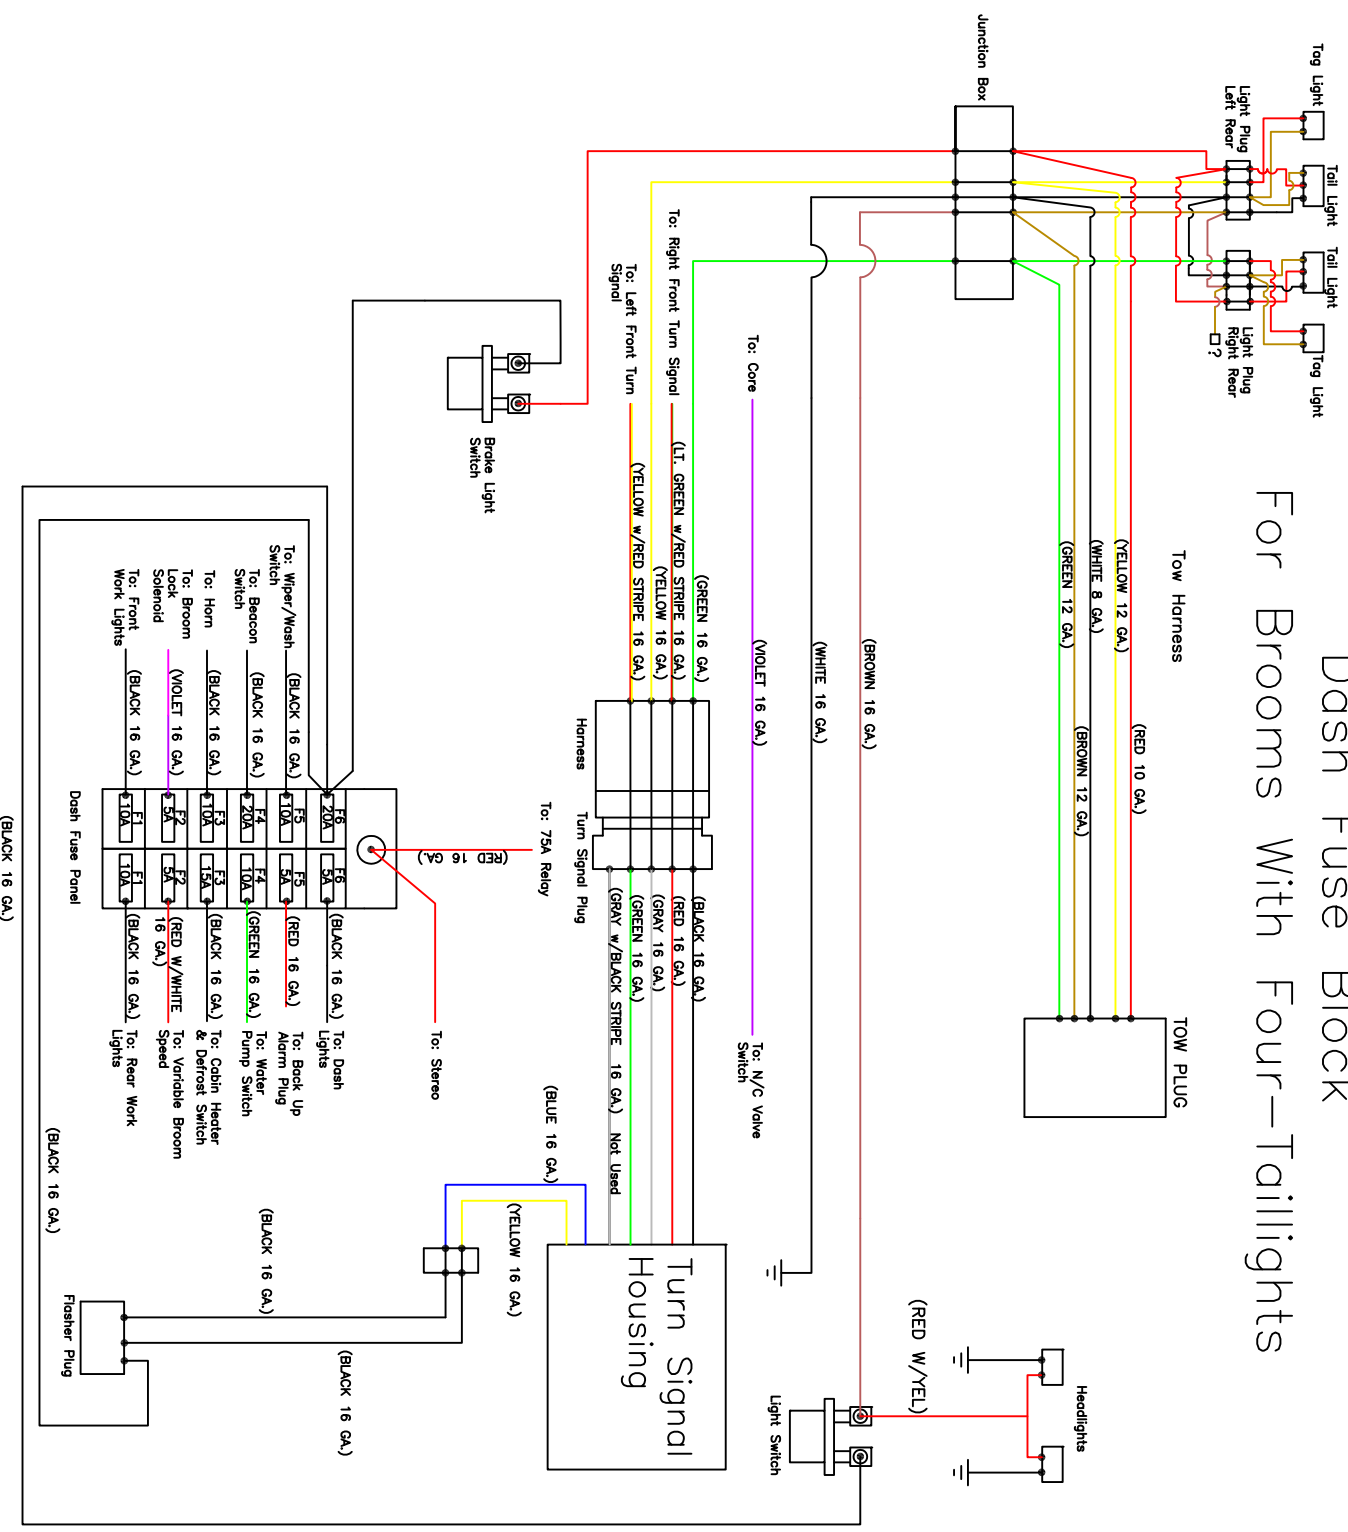 Dash Fuse Block
For Brooms With Four-Taillights
Tag Light
Tail Light
Tail Light
Tag Light
Light Plug
Left Rear
Light Plug
Right Rear
?
Junction Box
Tow Harness
TOW PLUG
(RED 10 GA.)
(YELLOW 12 GA.)
(WHITE 8 GA.)
(BROWN 12 GA.)
(GREEN 12 GA.)
Headlights
(RED W/YEL)
Light Switch
(BROWN 16 GA.)
(WHITE 16 GA.)
To: Core
(VIOLET 16 GA.)
To: N/C Valve
Switch
To: Right Front Turn Signal
To: Left Front Turn
Signal
(GREEN 16 GA.)
(LT. GREEN w/RED STRIPE 16 GA.)
(YELLOW 16 GA.)
(YELLOW w/RED STRIPE 16 GA.)
Harness
Turn Signal Plug
(BLACK 16 GA.)
(RED 16 GA.)
(GRAY 16 GA.)
(GREEN 16 GA.)
(GRAY w/BLACK STRIPE 16 GA.) Not Used
Turn Signal
Housing
(BLUE 16 GA.)
(YELLOW 16 GA.)
Brake Light
Switch
To: 75A Relay
(RED 16 GA.)
To: Stereo
To: Wiper/Wash
Switch
(BLACK 16 GA.)
To: Beacon
Switch
(BLACK 16 GA.)
To: Horn
(BLACK 16 GA.)
To: Broom
Lock
Solenoid
(VIOLET 16 GA.)
To: Front
Work Lights
(BLACK 16 GA.)
F6
20A
F5
10A
F4
20A
F3
10A
F2
5A
F1
10A
F6
5A
F5
5A
F4
10A
F3
15A
F2
5A
F1
10A
Dash Fuse Panel
(BLACK 16 GA.)
To: Dash
Lights
(RED 16 GA.)
To: Back Up
Alarm Plug
(GREEN 16 GA.)
To: Water
Pump Switch
(BLACK 16 GA.)
To: Cabin Heater
& Defrost Switch
(RED W/WHITE
16 GA.)
To: Variable Broom
Speed
(BLACK 16 GA.)
To: Rear Work
Lights
(BLACK 16 GA.)
(BLACK 16 GA.)
Flasher Plug
(BLACK 16 GA.)
(BLACK 16 GA.)